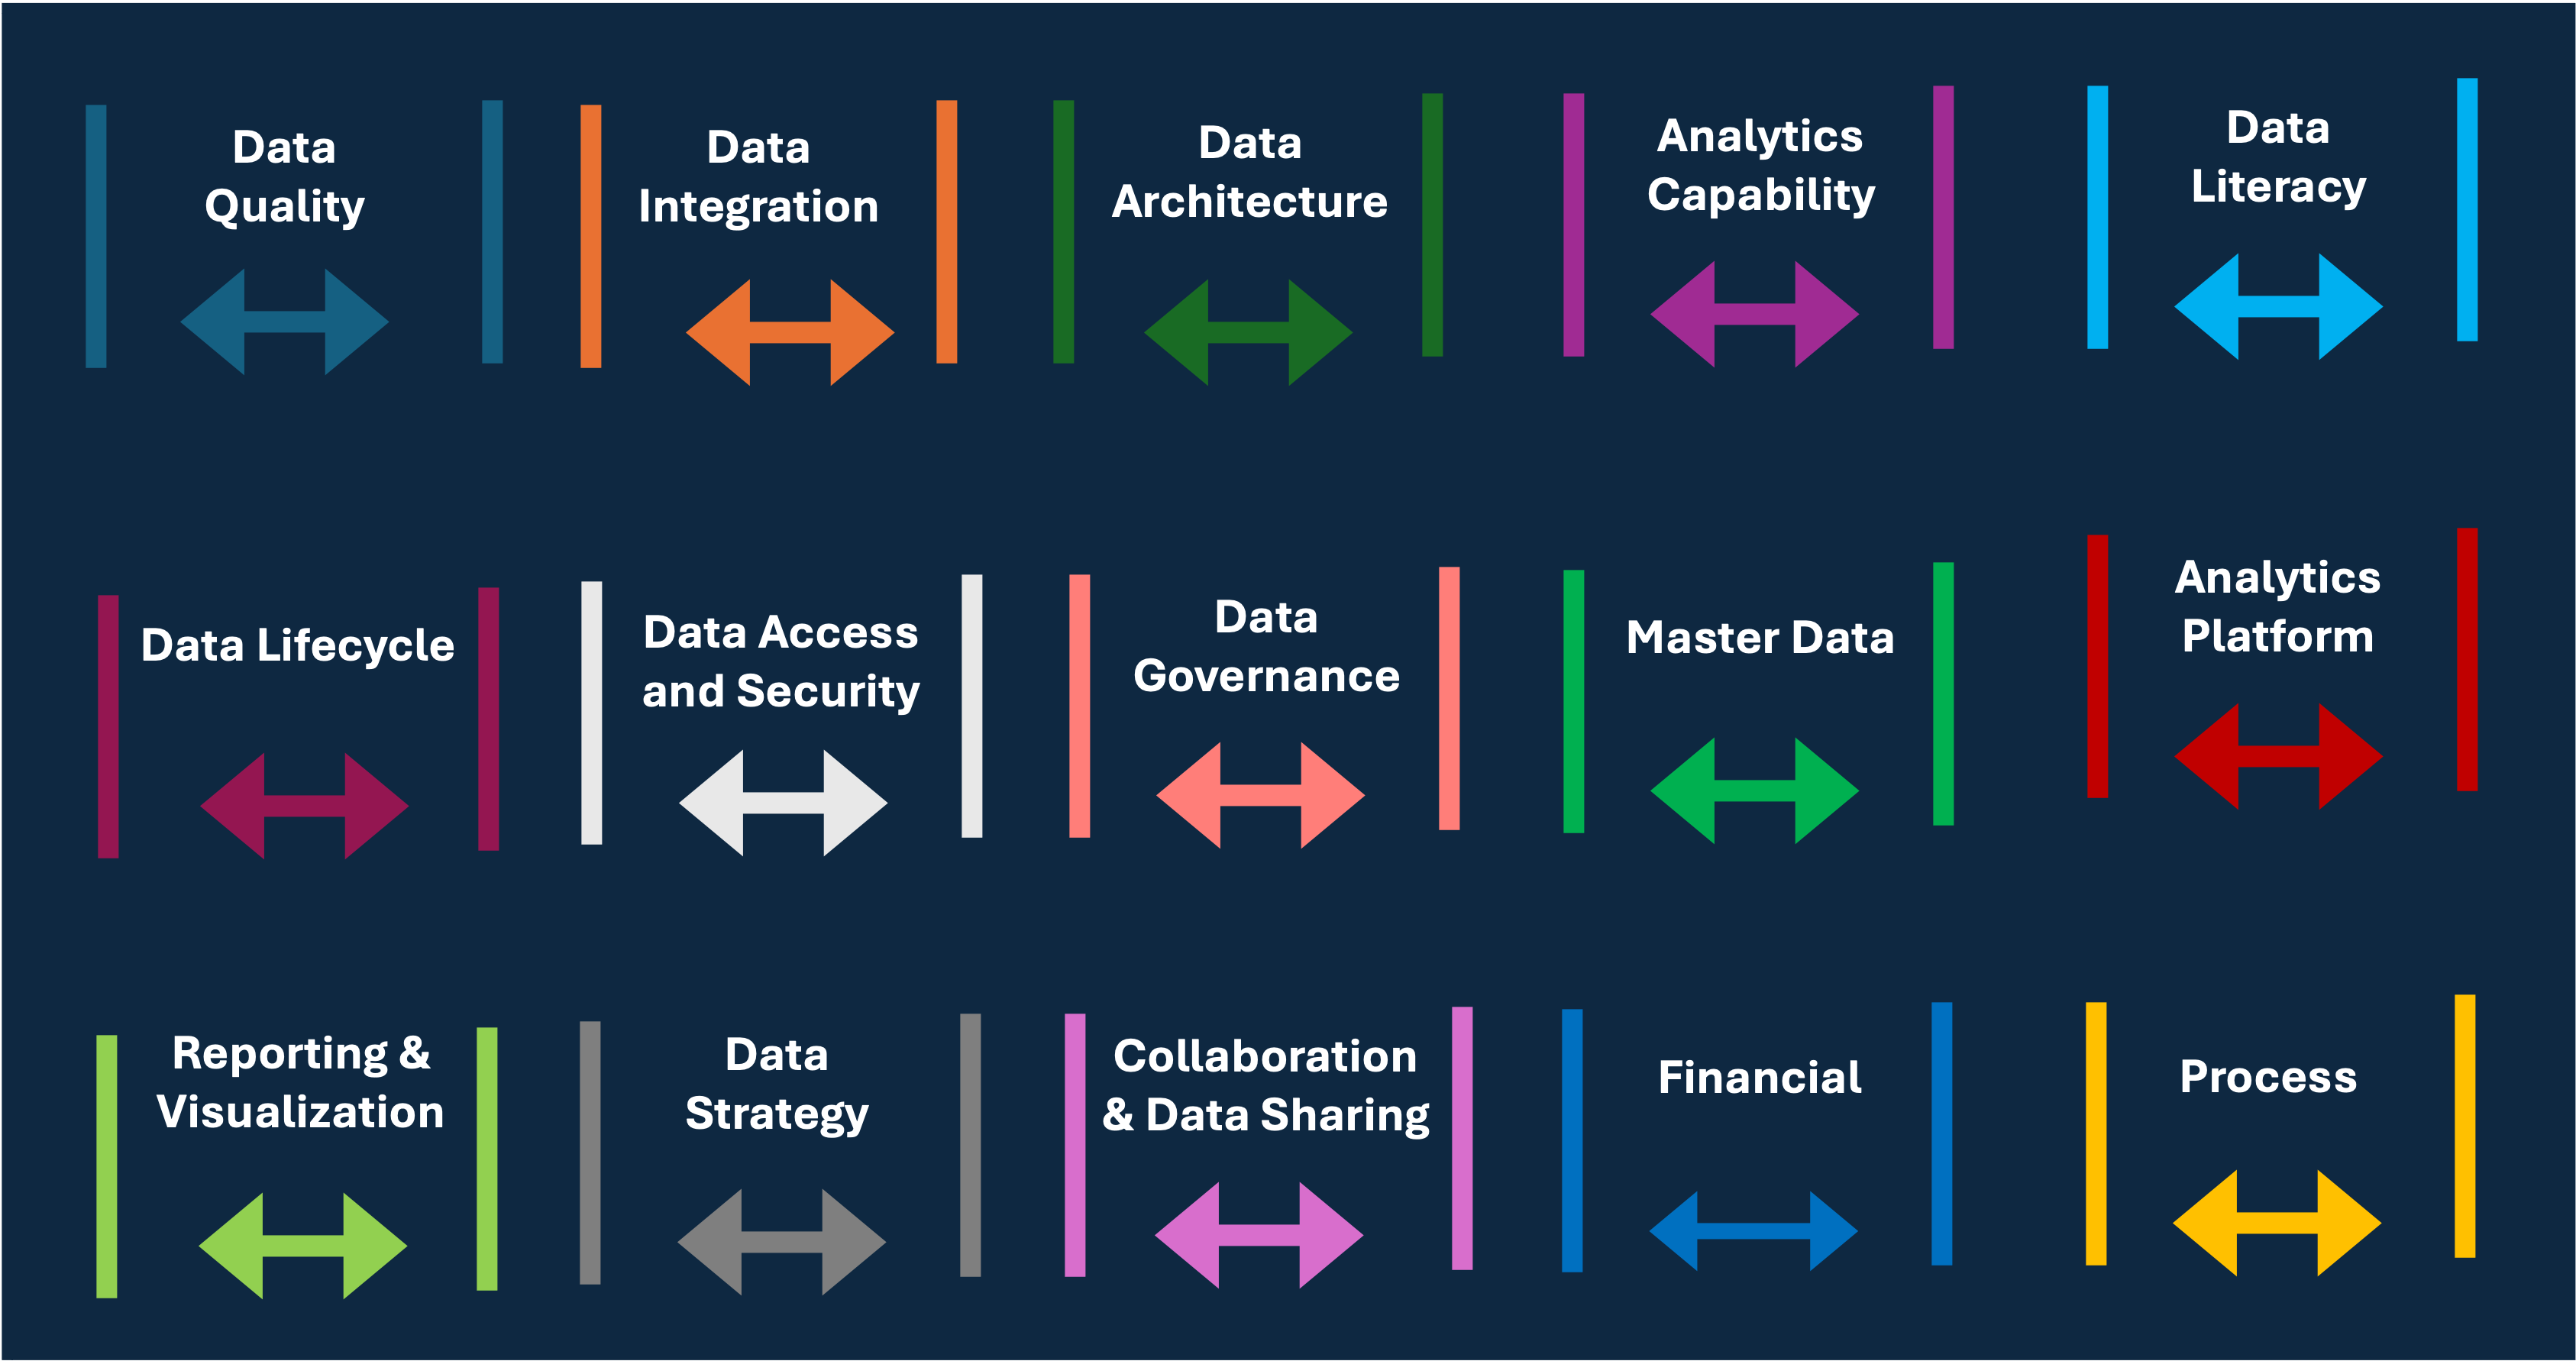 Data
Quality
Data
Integration
Data
Architecture
Analytics
Capability
Data
Literacy
Data Lifecycle
Data Access
and Security
Data
Governance
Master Data
Analytics
Platform
Reporting &
Visualization
Data
Strategy
Collaboration
& Data Sharing
Financial
Process